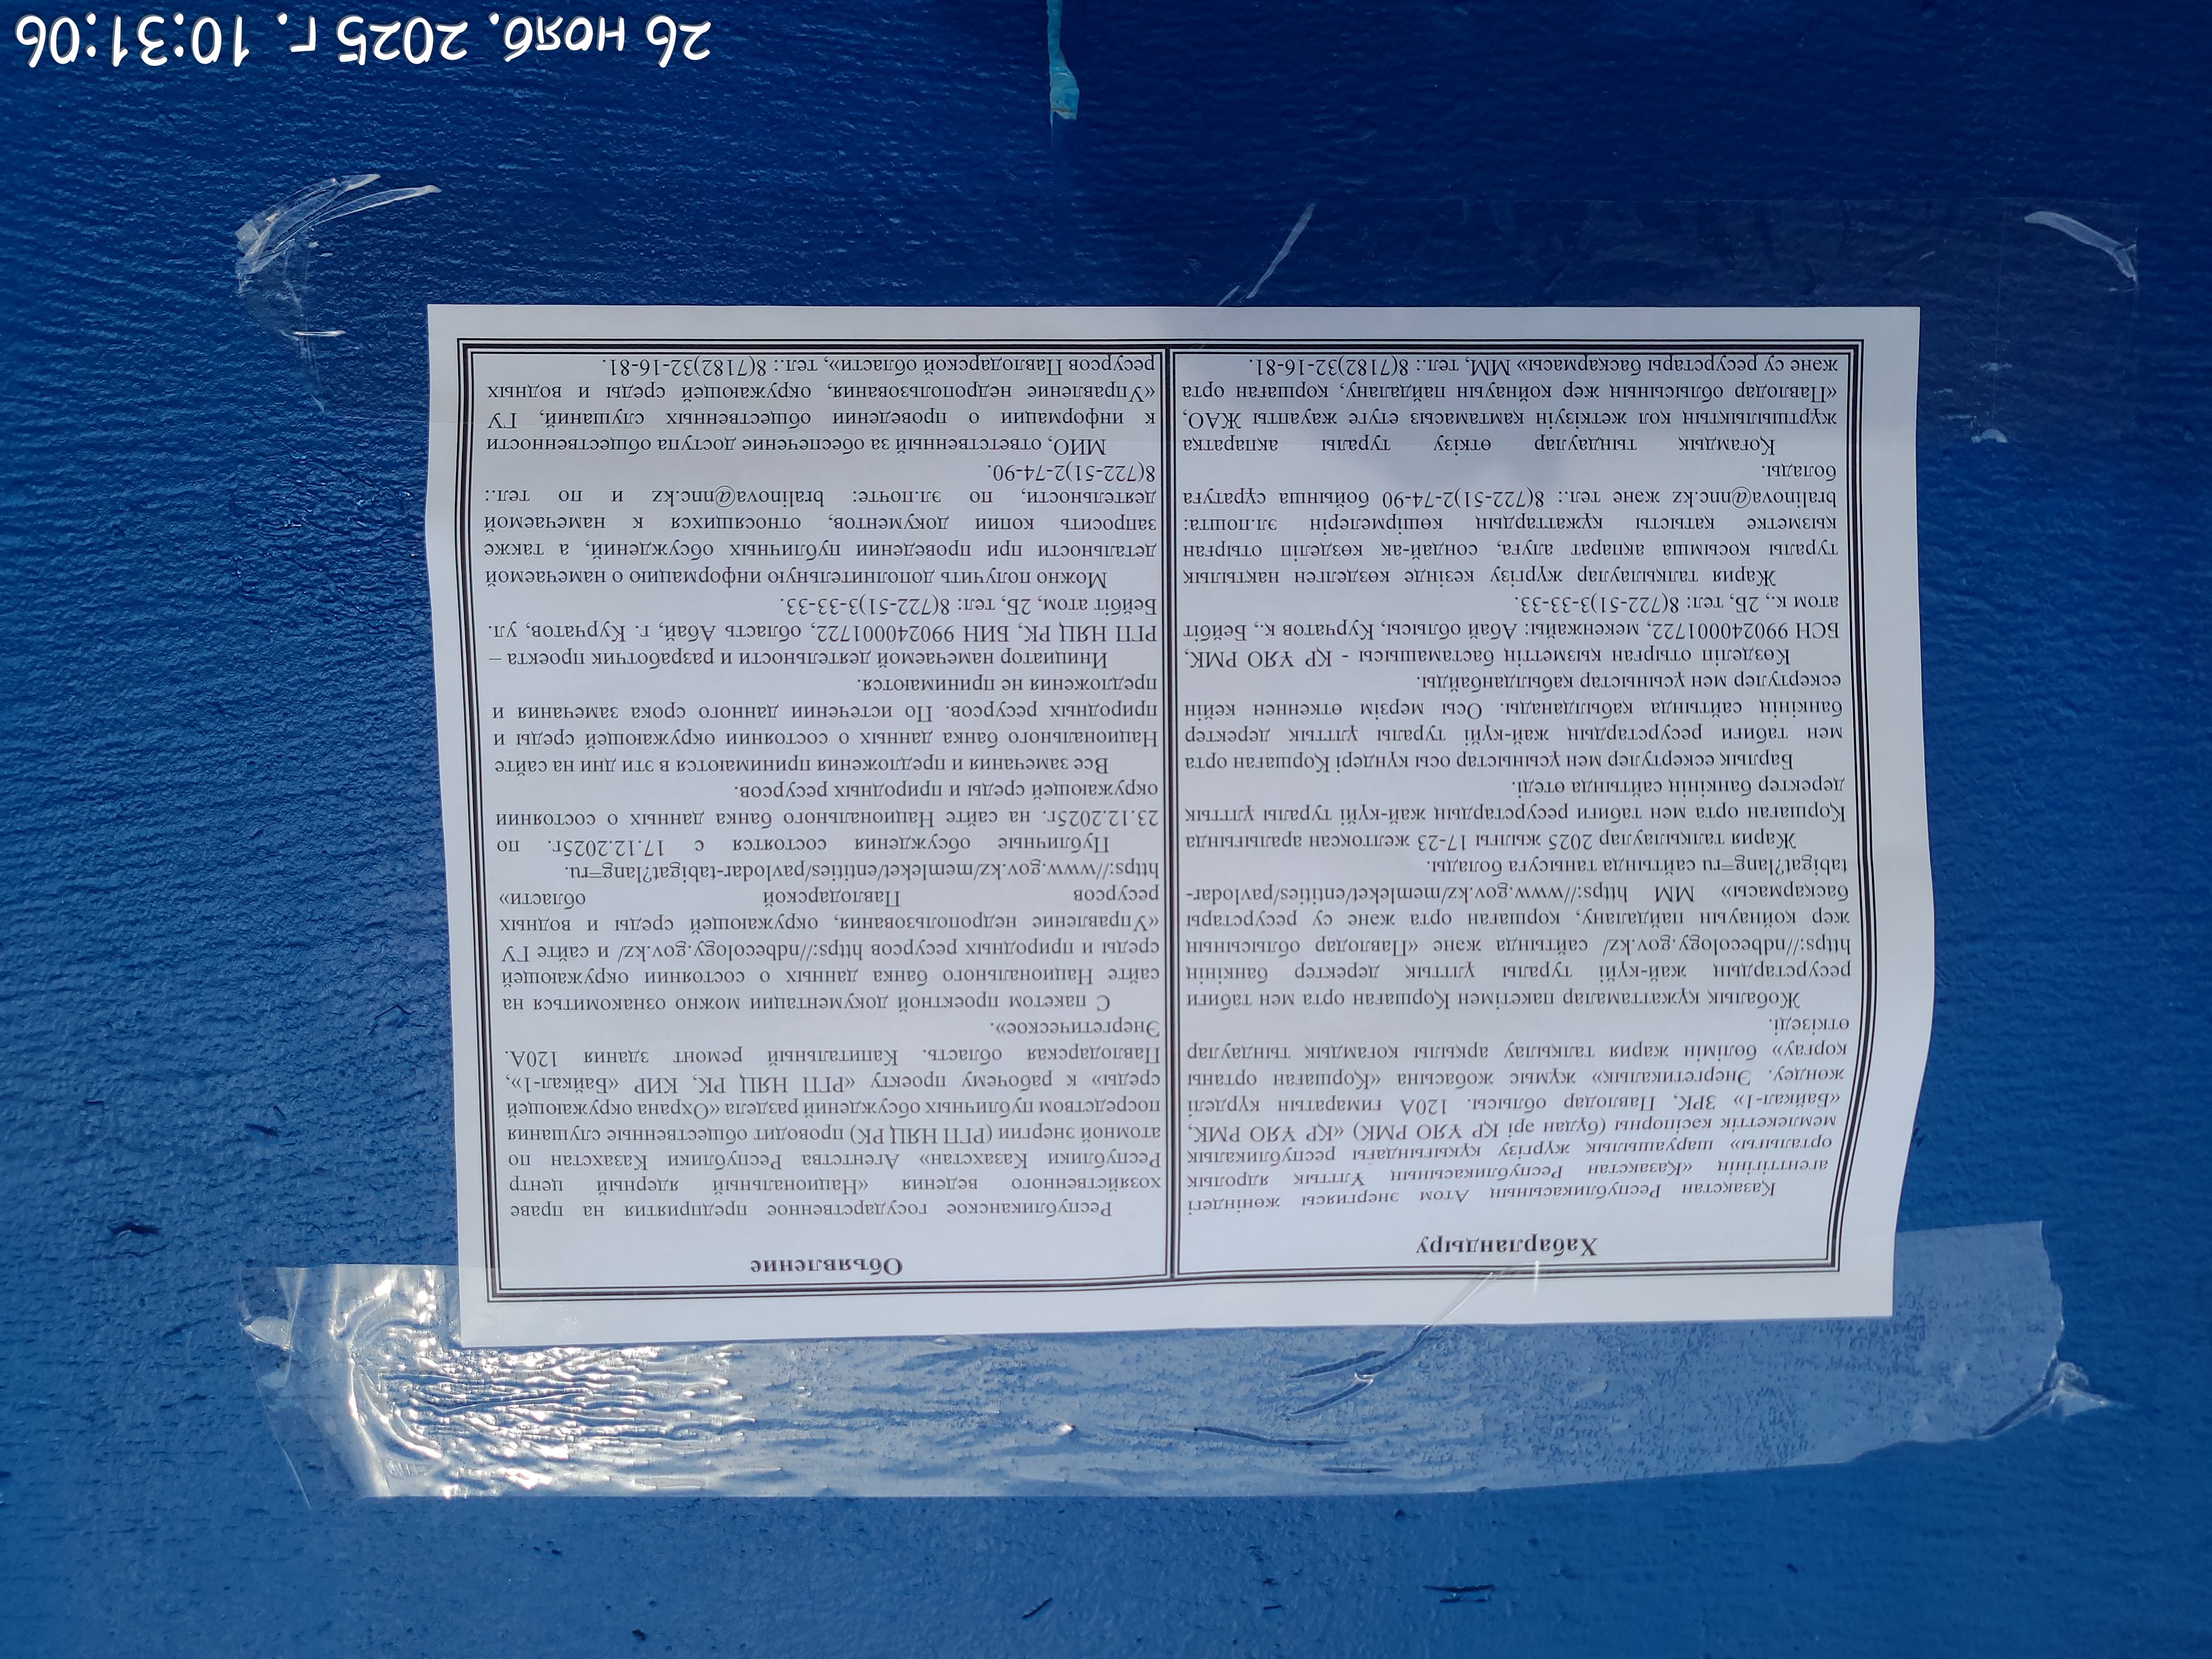 Хабарландыру
Қазақстан Республикасының Атом энергиясы жөніндегі
агенттігінің «Қазақстан Республикасының Ұлттық ядролық
орталығы» шаруашылық жүргізу құқығындағы республикалық
мемлекеттік кәсіпорны (бұдан әрі ҚР ҰЯО РМК) «ҚР ҰЯО РМК,
«Байкал-1» ЗРК, Павлодар облысы. 120А ғимаратын күрделі
жөндеу. Энергетикалық» жұмыс жобасына «Қоршаған ортаны
қорғау» бөлімін жария талқылау арқылы қоғамдық тыңдаулар
өткізеді.
Жобалық құжаттамалар пакетімен Қоршаған орта мен табиғи
ресурстардың жай-күйі туралы ұлттық деректер банкінің
https://ndbecology.gov.kz/ сайтында және «Павлодар облысының
жер қойнауын пайдалану, қоршаған орта және су ресурстары
басқармасы» ММ https://www.gov.kz/memleket/entities/pavlodar-
tabigat?lang=ru сайтында танысуға болады.
Жария талқылаулар 2025 жылғы 17-23 желтоқсан аралығында
Қоршаған орта мен табиғи ресурстардың жай-күйі туралы ұлттық
деректер банкінің сайтында өтеді.
Барлық ескертулер мен ұсыныстар осы күндері Қоршаған орта
мен табиғи ресурстардың жай-күйі туралы ұлттық деректер
банкінің сайтында қабылданады. Осы мерзім өткеннен кейін
ескертулер мен ұсыныстар қабылданбайды.
Көзделіп отырған қызметтің бастамашысы - ҚР ҰЯО РМК,
БСН 990240001722, мекенжайы: Абай облысы, Курчатов қ., Бейбіт
атом к., 2Б, тел: 8(722-51)3-33-33.
Жария талқылаулар жүргізу кезінде көзделген нақтылық
туралы қосымша ақпарат алуға, сондай-ақ көзделіп отырған
қызметке қатысты құжаттардың көшірмелерін эл.пошта:
bralinova@nnc.kz және тел.: 8(722-51)2-74-90 бойынша сұратуға
болады.
Қоғамдық тыңдаулар өткізу туралы ақпаратқа
жұртшылықтың қол жеткізуін қамтамасыз етуге жауапты ЖАО,
«Павлодар облысының жер қойнауын пайдалану, қоршаған орта
және су ресурстары басқармасы» ММ, тел.: 8(7182)32-16-81.
Объявление
Республиканское государственное предприятия на праве
хозяйственного ведения «Национальный ядерный центр
Республики Казахстан» Агентства Республики Казахстан по
атомной энергии (РГП НЯЦ РК) проводит общественные слушания
посредством публичных обсуждений раздела «Охрана окружающей
среды» к рабочему проекту «РГП НЯЦ РК, КИР «Байкал-1»,
Павлодарская область. Капитальный ремонт здания 120А.
Энергетическое».
С пакетом проектной документации можно ознакомиться на
сайте Национального банка данных о состоянии окружающей
среды и природных ресурсов https://ndbecology.gov.kz/ и сайте ГУ
«Управление недропользования, окружающей среды и водных
ресурсов Павлодарской области»
https://www.gov.kz/memleket/entities/pavlodar-tabigat?lang=ru.
Публичные обсуждения состоятся с 17.12.2025г. по
23.12.2025г. на сайте Национального банка данных о состоянии
окружающей среды и природных ресурсов.
Все замечания и предложения принимаются в эти дни на сайте
Национального банка данных о состоянии окружающей среды и
природных ресурсов. По истечении данного срока замечания и
предложения не принимаются.
Инициатор намечаемой деятельности и разработчик проекта –
РГП НЯЦ РК, БИН 990240001722, область Абай, г. Курчатов, ул.
Бейбіт атом, 2Б, тел: 8(722-51)3-33-33.
Можно получить дополнительную информацию о намечаемой
детальности при проведении публичных обсуждений, а также
запросить копии документов, относящихся к намечаемой
деятельности, по эл.почте: bralinova@nnc.kz и по тел.:
8(722-51)2-74-90.
МИО, ответственный за обеспечение доступа общественности
к информации о проведении общественных слушаний, ГУ
«Управление недропользования, окружающей среды и водных
ресурсов Павлодарской области», тел.: 8(7182)32-16-81.
26 нояб. 2025 г. 10:31:06